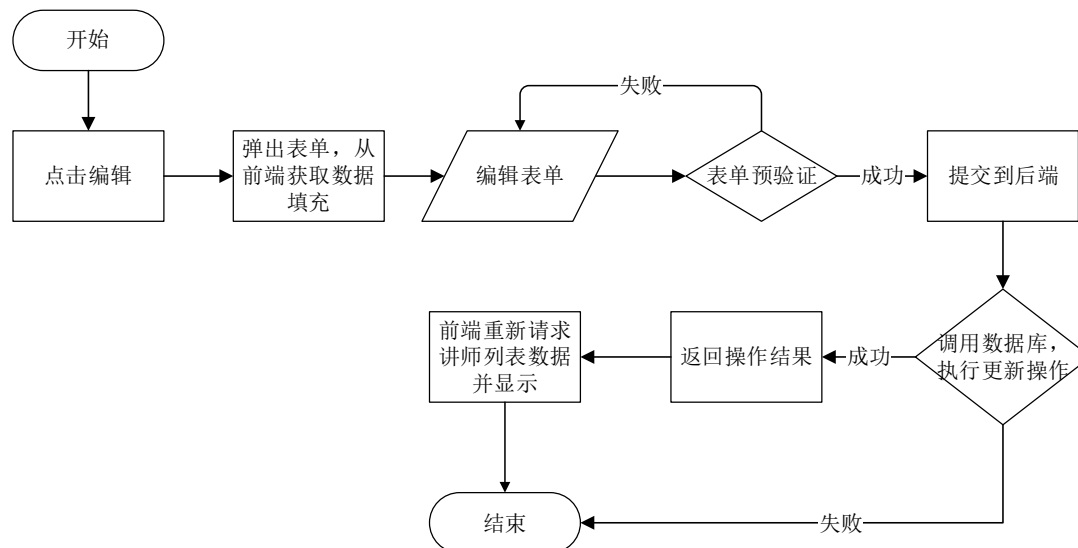 开始
失败
点击编辑
弹出表单，从
前端获取数据
填充
编辑表单
表单预验证
成功
提交到后端
前端重新请求
讲师列表数据
并显示
返回操作结果
成功
调用数据库，
执行更新操作
结束
失败